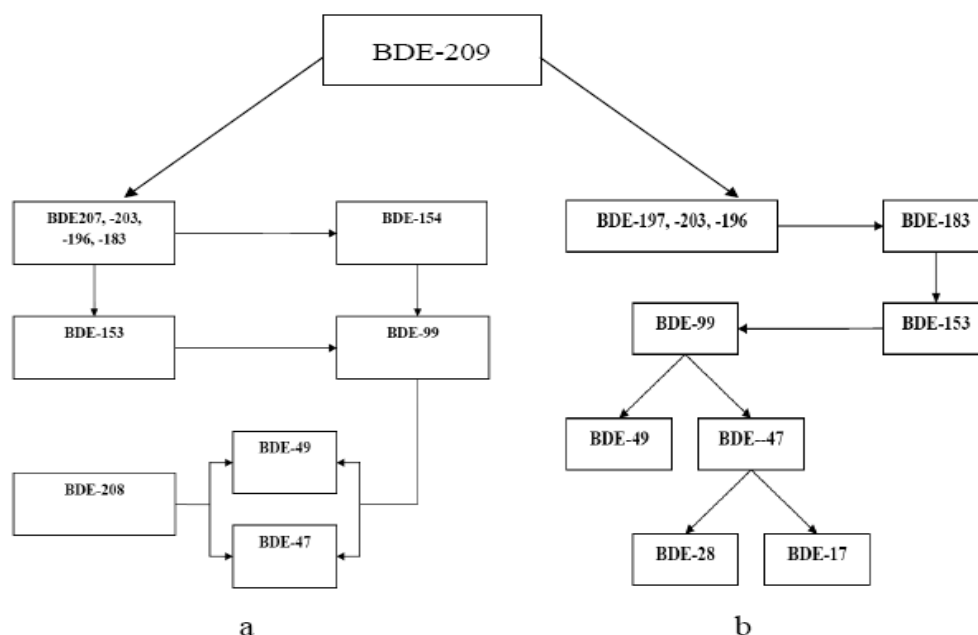 BDE-209
BDE207, -203,
-196, -183
BDE-154
BDE-153
BDE-99
BDE-49
BDE-208
BDE-47
a
BDE-197, -203, -196
BDE-183
BDE-99
BDE-153
BDE-49
BDE--47
BDE-28
BDE-17
b